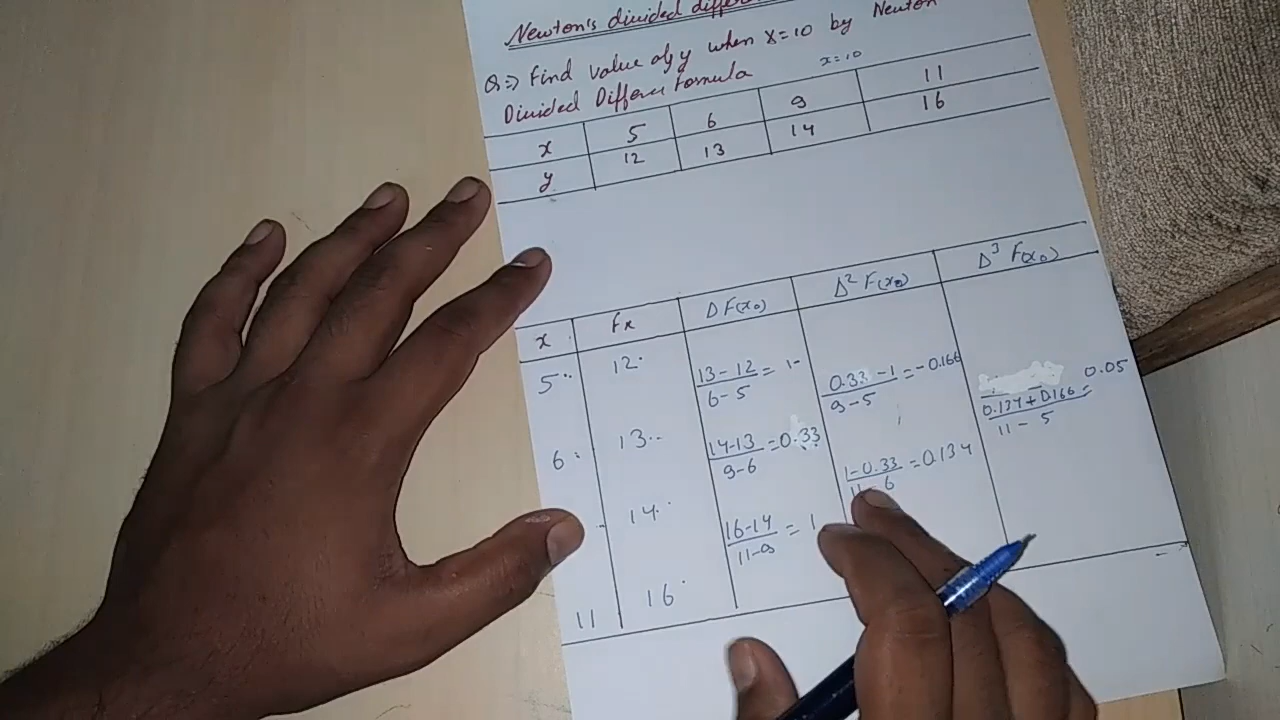 Newton's divided differ
Q⇒ Find value of y when x=10 by Newton
Divided Differece Formula x=10
x 5 6 9 11
y 12 13 14 16
x Fx ΔF(x₀) Δ² F(x₀) Δ³ F(x₀)
5 12 13-12/6-5 = 1 0.33-1/9-5 = -0.166 0.134+0.166/11-5 = 0.05
6 13 14-13/9-6 = 0.33 1-0.33/11-6 = 0.134
14 16-14/11-9 = 1
11 16